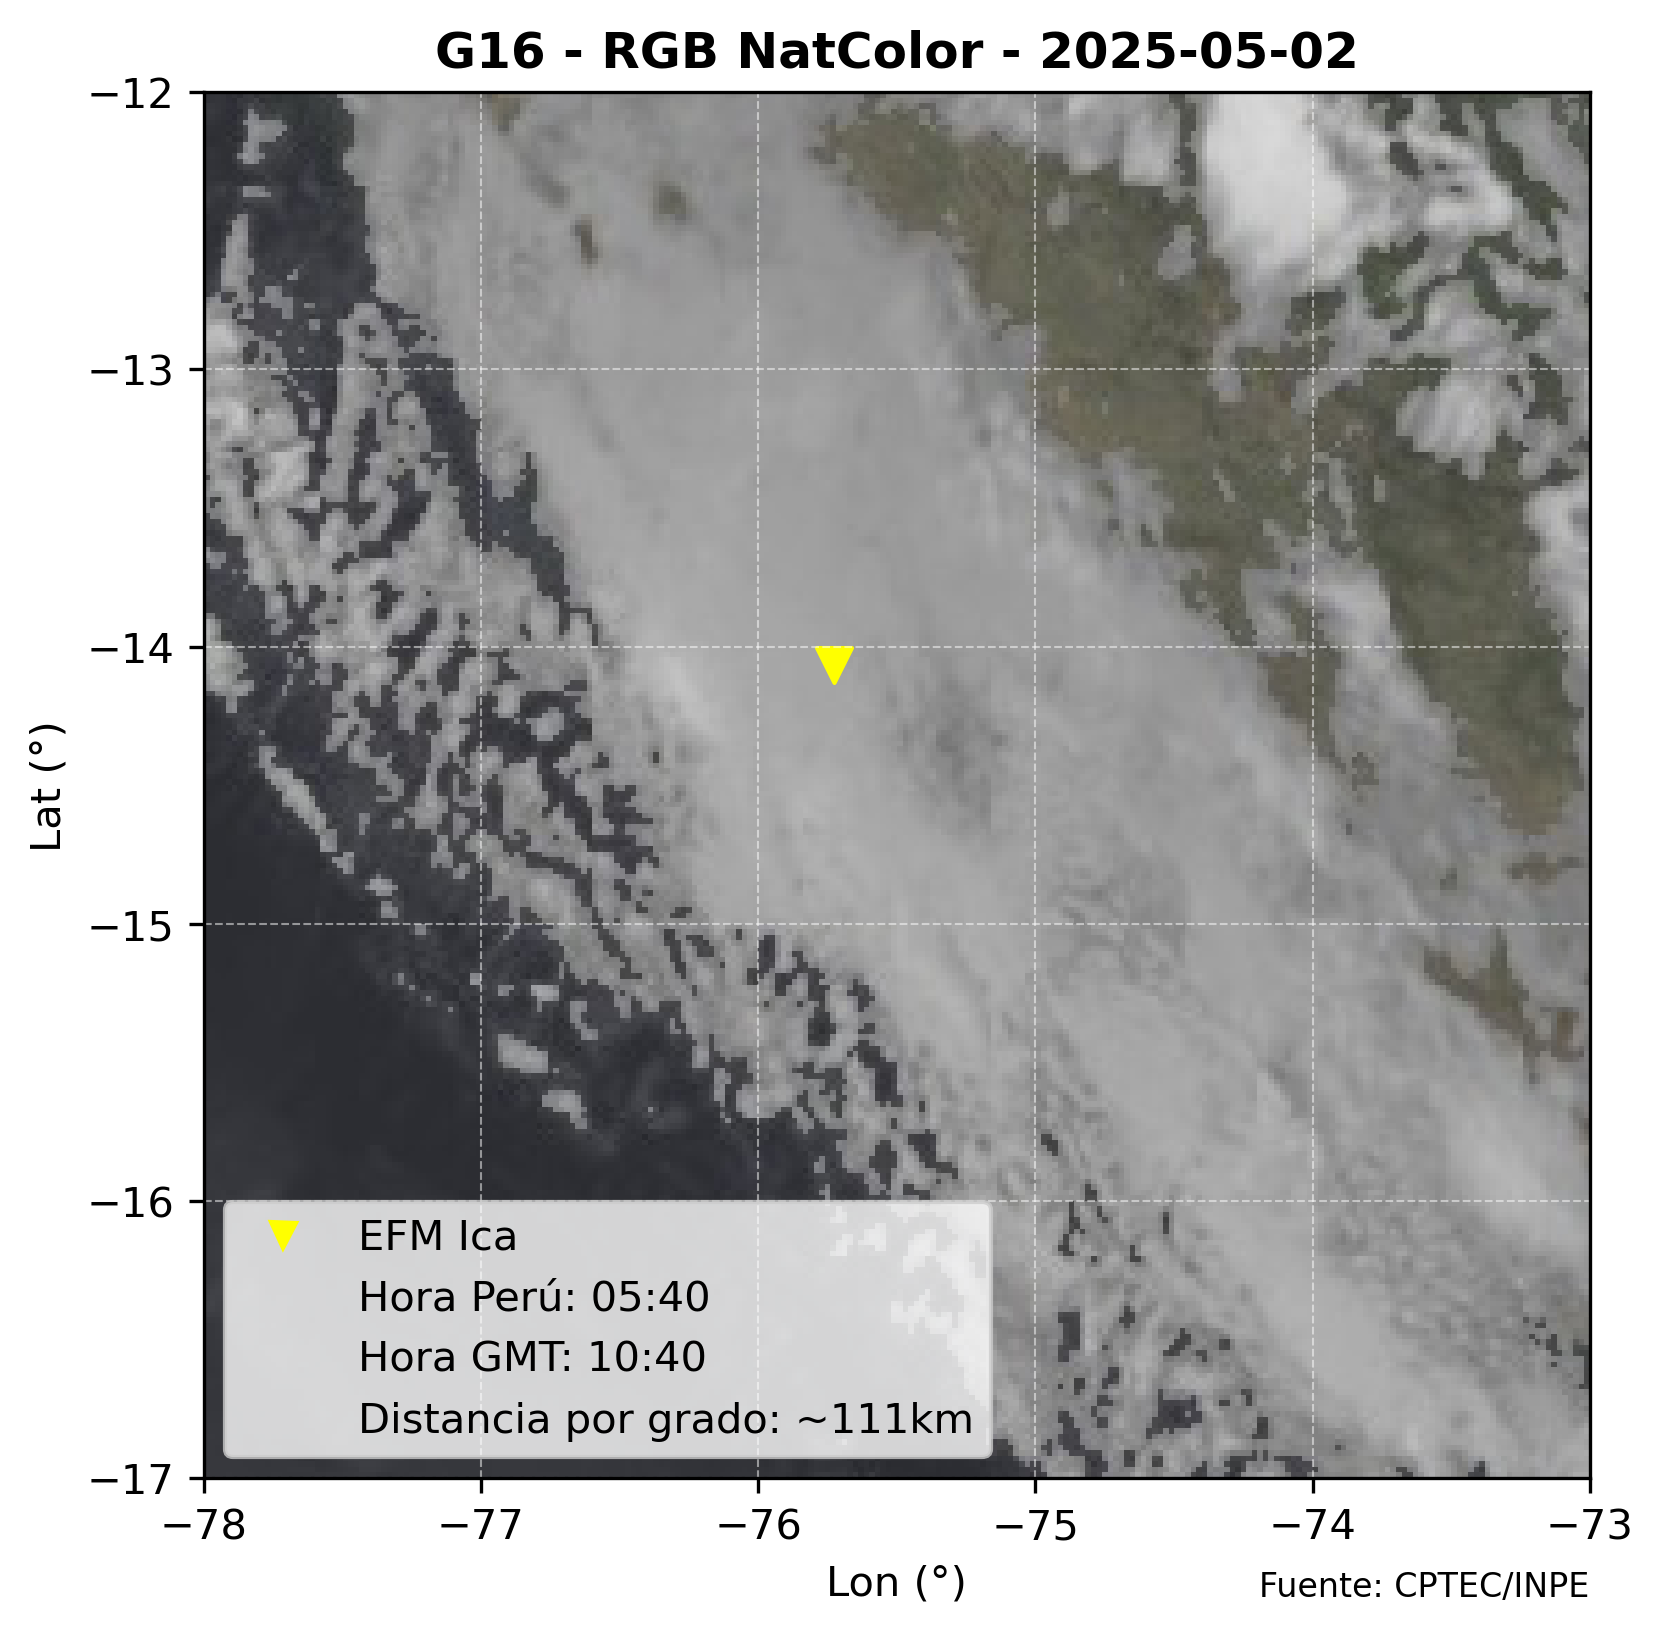 G16 - RGB NatColor - 2025-05-02
−12
−13
−14
−15
−16
−17
Lat (°)
EFM Ica
Hora Perú: 05:40
Hora GMT: 10:40
Distancia por grado: ~111km
−78 −77 −76 −75 −74 −73
Lon (°)
Fuente: CPTEC/INPE